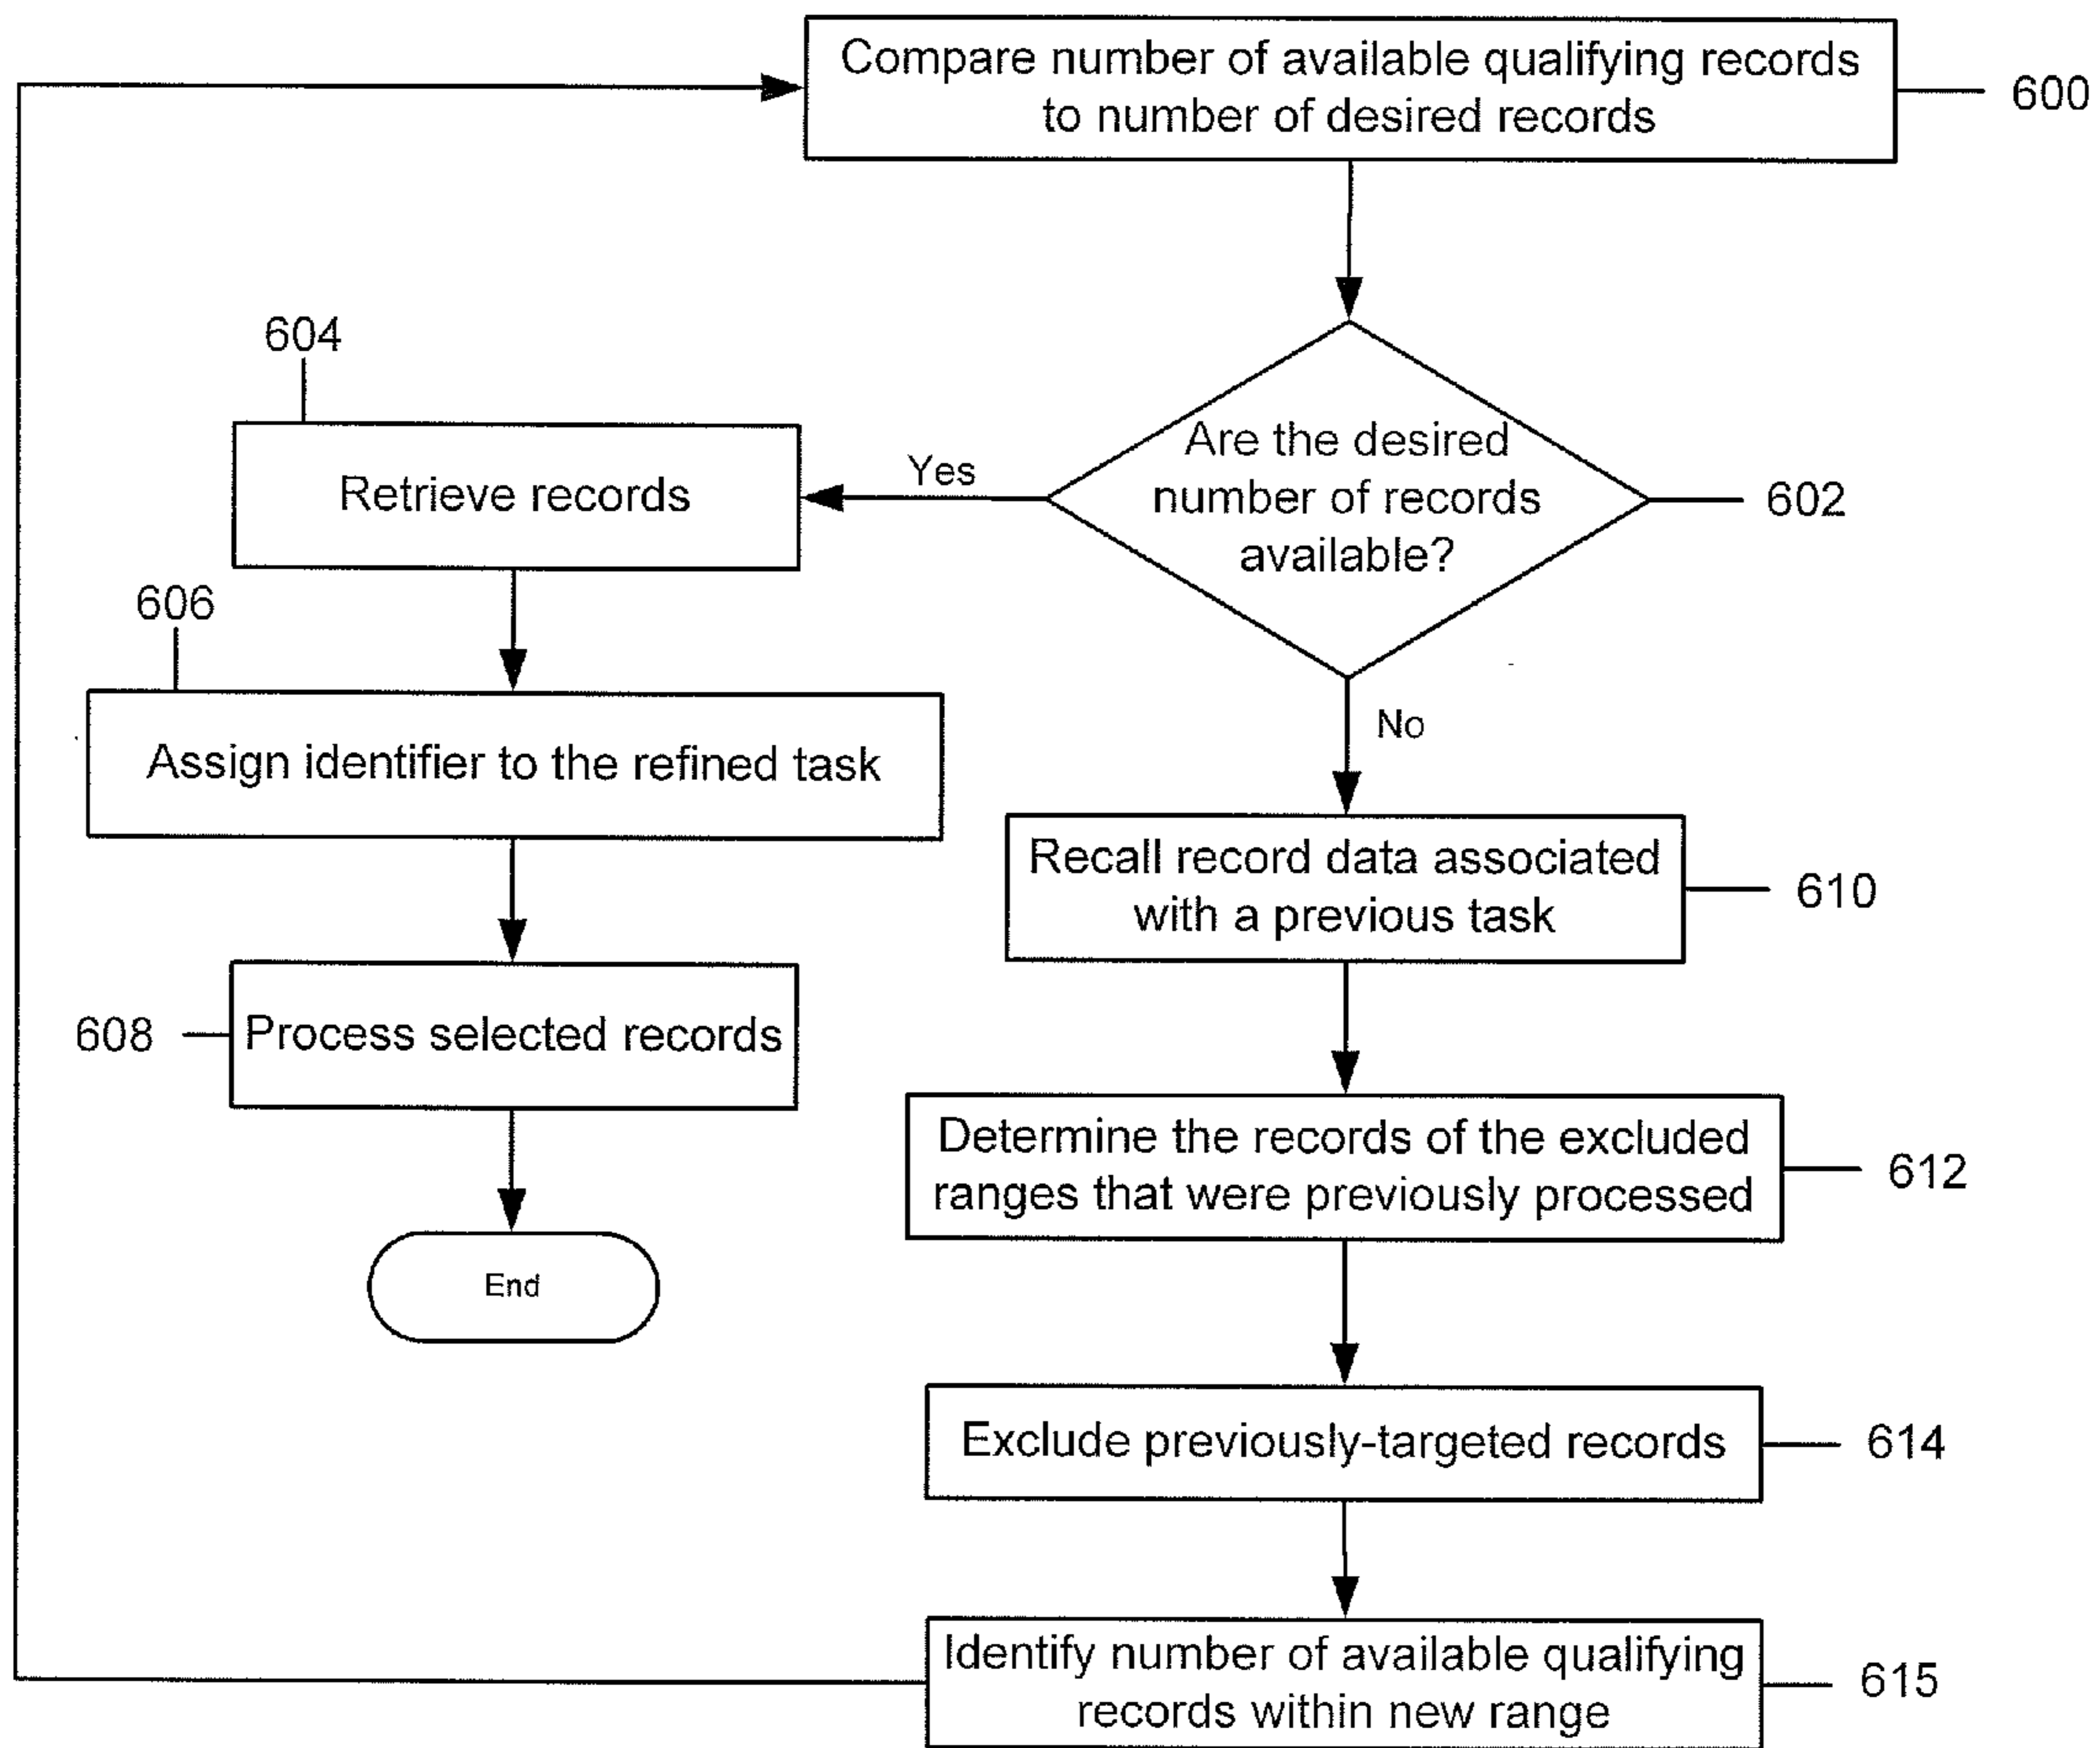 Compare number of available qualifying records
to number of desired records
600
604
Are the desired
number of records
available?
602
Yes
Retrieve records
606
No
Assign identifier to the refined task
Recall record data associated
with a previous task
610
608
Process selected records
Determine the records of the excluded
ranges that were previously processed
612
End
Exclude previously-targeted records
614
Identify number of available qualifying
records within new range
615